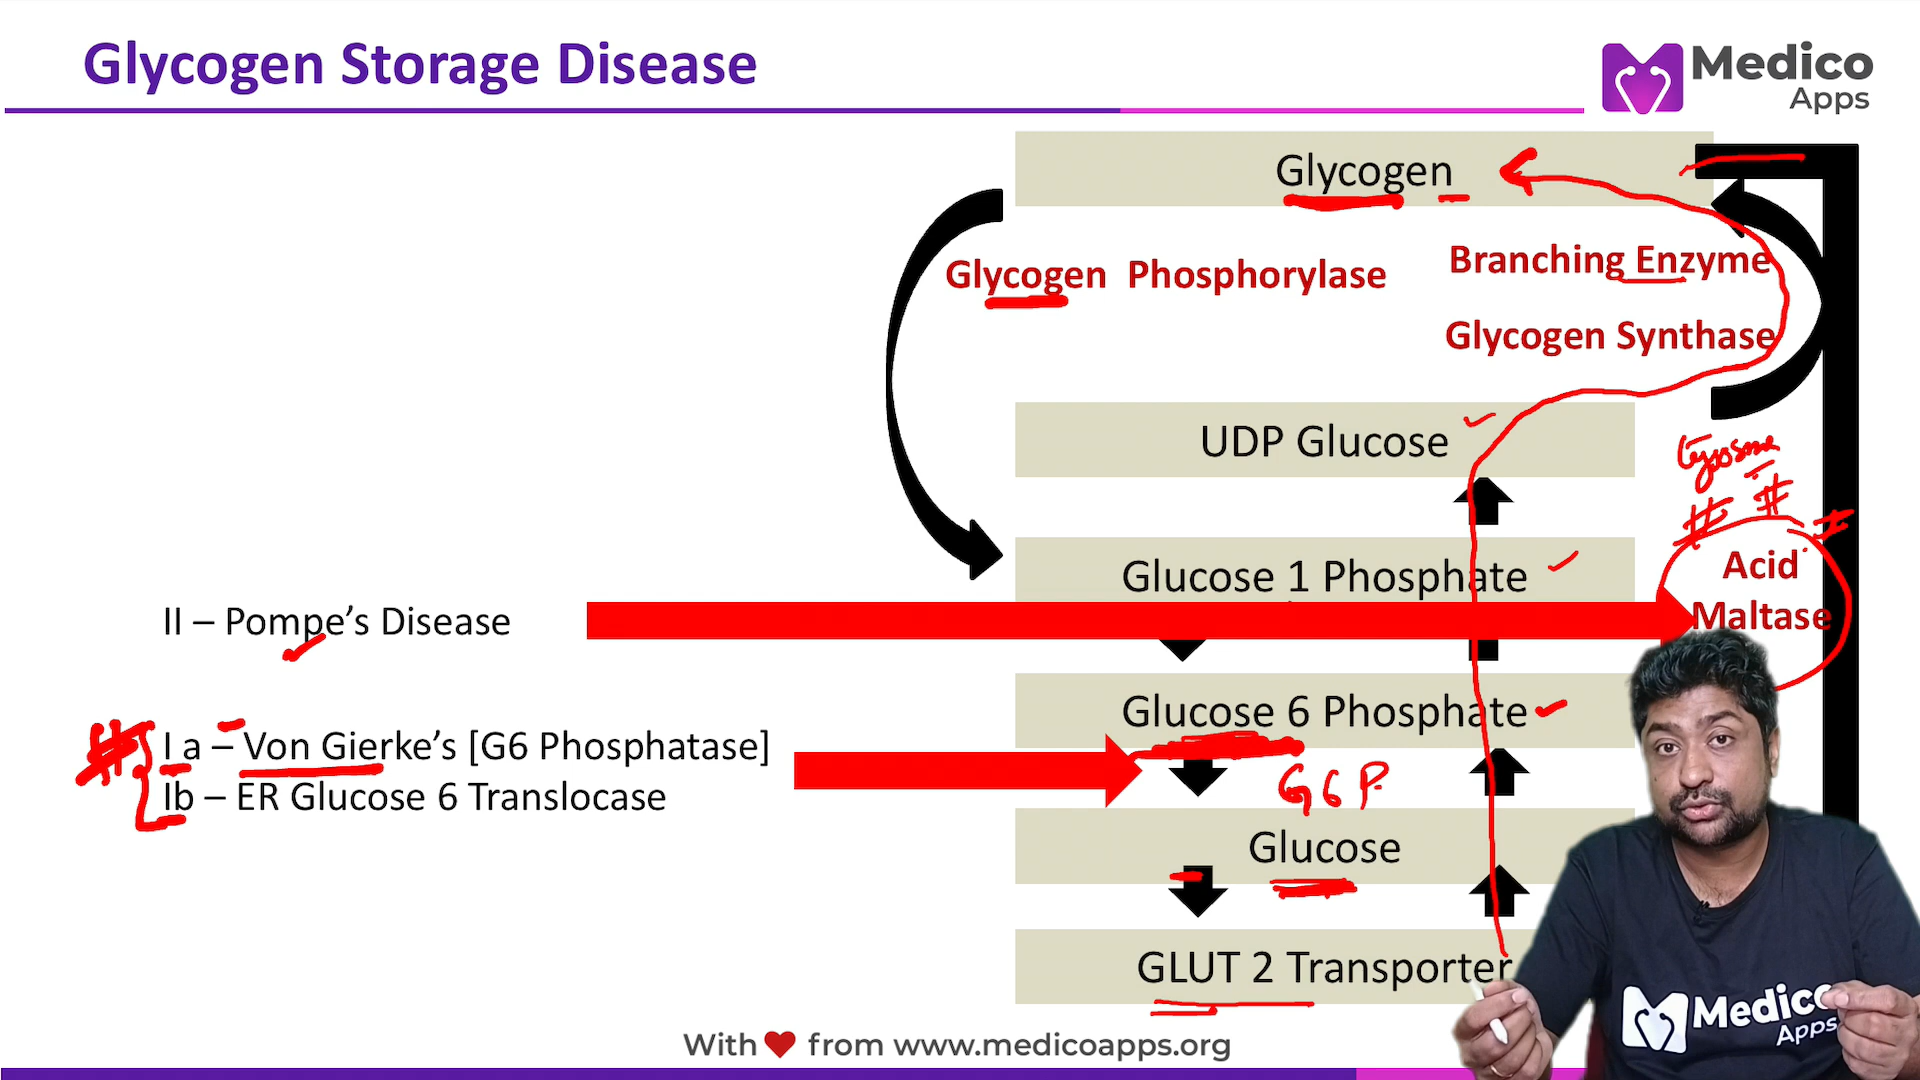 Glycogen Storage Disease
Medico
Apps
Glycogen
Glycogen Phosphorylase
Branching Enzyme
Glycogen Synthase
UDP Glucose
Lysosome
Glucose 1 Phosphate
Acid
Maltase
II – Pompe’s Disease
Glucose 6 Phosphate
I a – Von Gierke’s [G6 Phosphatase]
Ib – ER Glucose 6 Translocase
G6P
Glucose
GLUT 2 Transporter
Medico
Apps
With ❤ from www.medicoapps.org